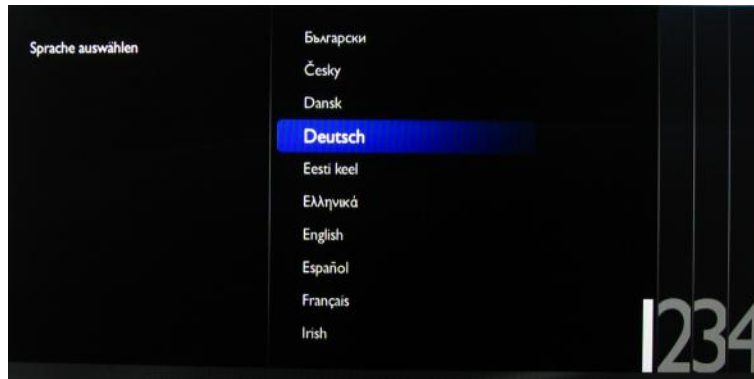 Sprache auswählen
Български
Česky
Dansk
Deutsch
Eesti keel
Ελληνικά
English
Español
Français
Irish
1234